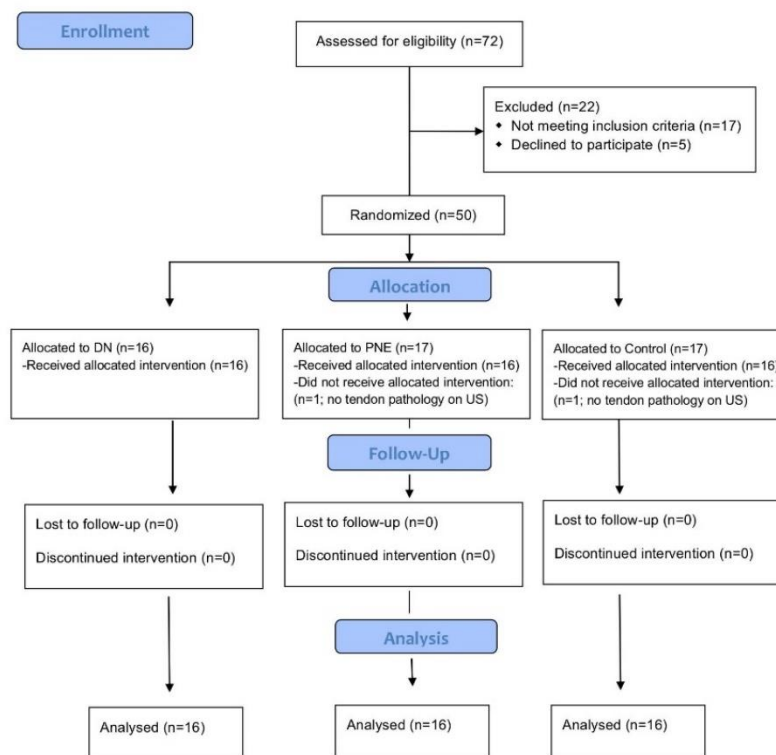 Enrollment
Assessed for eligibility (n=72)
Excluded (n=22)
◆ Not meeting inclusion criteria (n=17)
◆ Declined to participate (n=5)
Randomized (n=50)
Allocation
Allocated to DN (n=16)
-Received allocated intervention (n=16)
Allocated to PNE (n=17)
-Received allocated intervention (n=16)
-Did not receive allocated intervention:
(n=1; no tendon pathology on US)
Allocated to Control (n=17)
-Received allocated intervention (n=16)
-Did not receive allocated intervention:
(n=1; no tendon pathology on US)
Follow-Up
Lost to follow-up (n=0)
Discontinued intervention (n=0)
Lost to follow-up (n=0)
Discontinued intervention (n=0)
Lost to follow-up (n=0)
Discontinued intervention (n=0)
Analysis
Analysed (n=16)
Analysed (n=16)
Analysed (n=16)